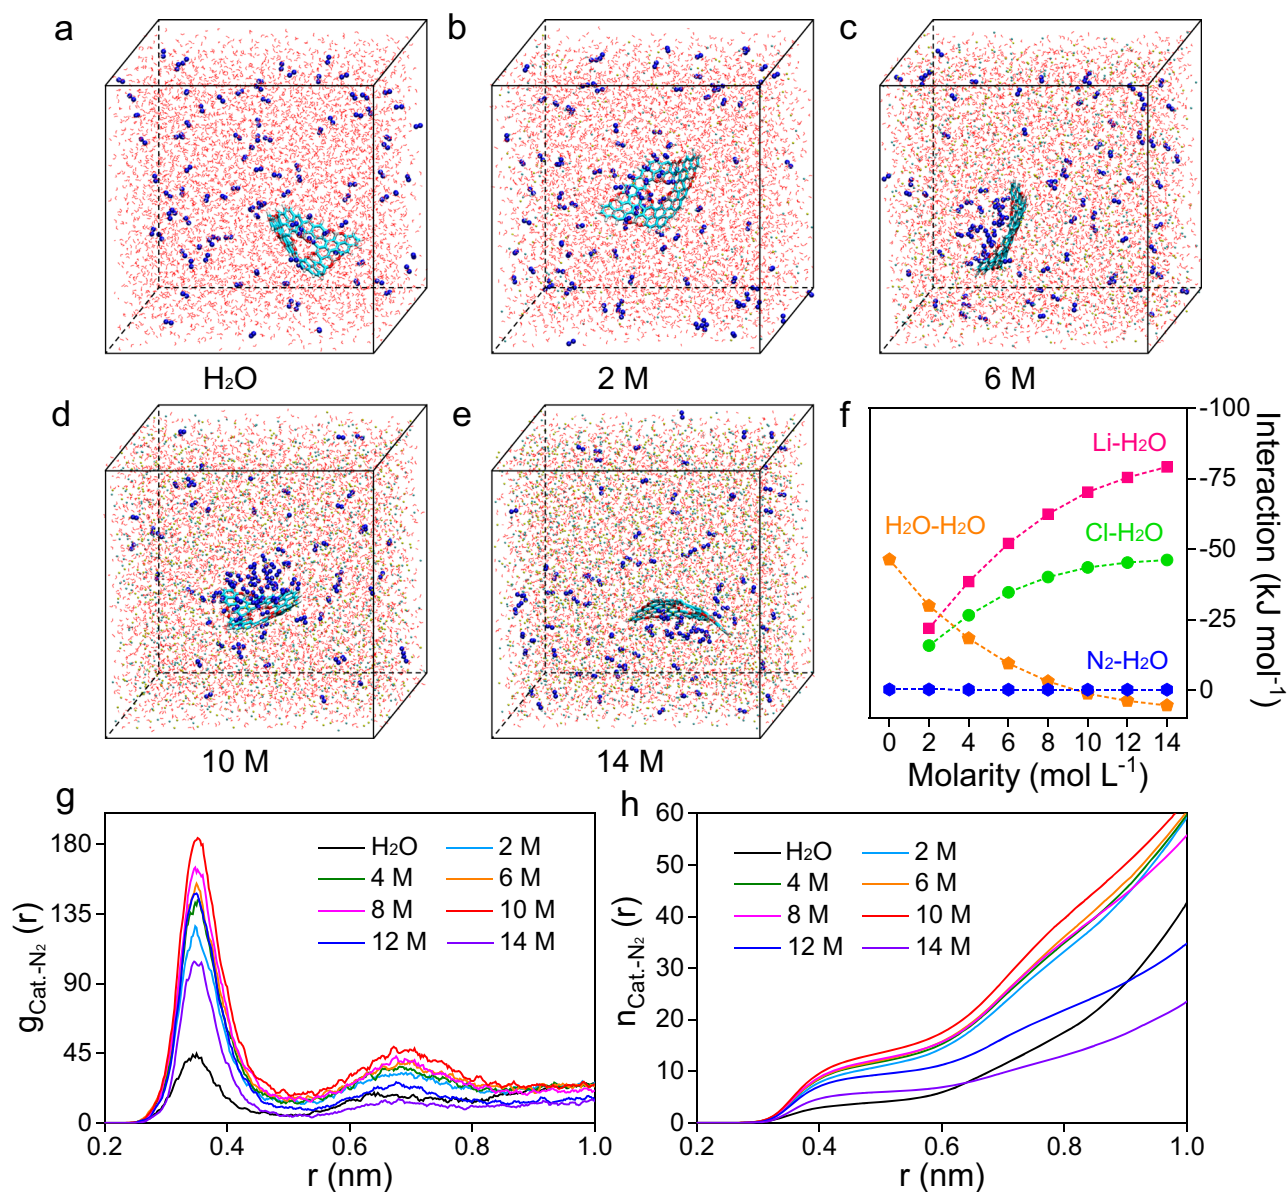 a
b
c
H2O
2 M
6 M
d
e
f
10 M
14 M
Li-H2O
H2O-H2O
Cl-H2O
N2-H2O
-100
-75
-50
-25
0
Interaction (kJ mol-1)
0 2 4 6 8 10 12 14
Molarity (mol L-1)
g
180
135
90
45
0
gCat.-N2 (r)
H2O 2 M
4 M 6 M
8 M 10 M
12 M 14 M
0.2 0.4 0.6 0.8 1.0
r (nm)
h
60
50
40
30
20
10
0
nCat.-N2 (r)
H2O 2 M
4 M 6 M
8 M 10 M
12 M 14 M
0.2 0.4 0.6 0.8 1.0
r (nm)